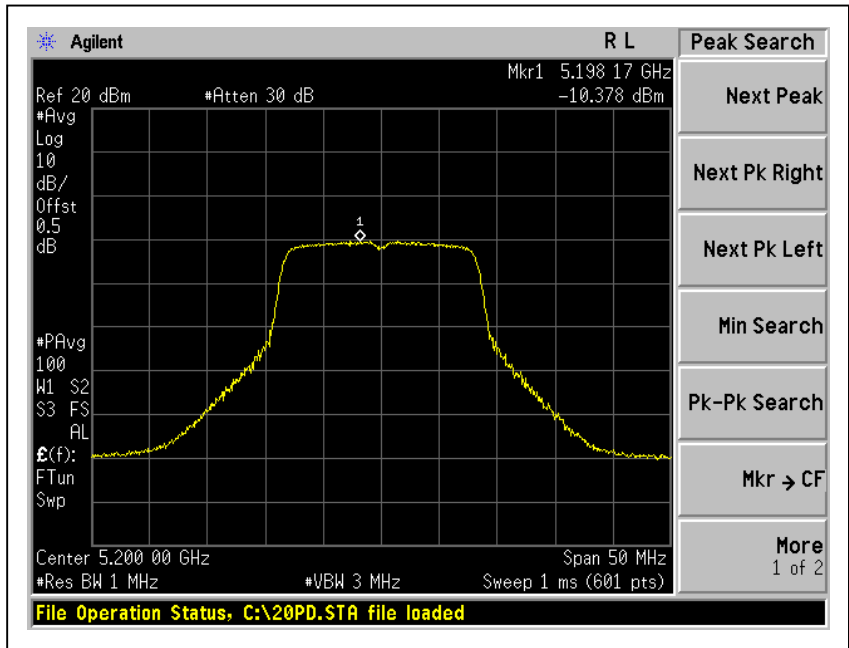 Agilent R L Peak Search
Mkr1 5.198 17 GHz
Ref 20 dBm #Atten 30 dB -10.378 dBm
Next Peak
#Avg
Log
10
dB/
Next Pk Right
Offst
0.5
dB
1
Next Pk Left
Min Search
#PAvg
100
W1 S2
S3 FS
AL
Pk-Pk Search
£(f):
FTun
Swp
Mkr → CF
Center 5.200 00 GHz Span 50 MHz
#Res BW 1 MHz #VBW 3 MHz Sweep 1 ms (601 pts)
More
1 of 2
File Operation Status, C:\20PD.STA file loaded